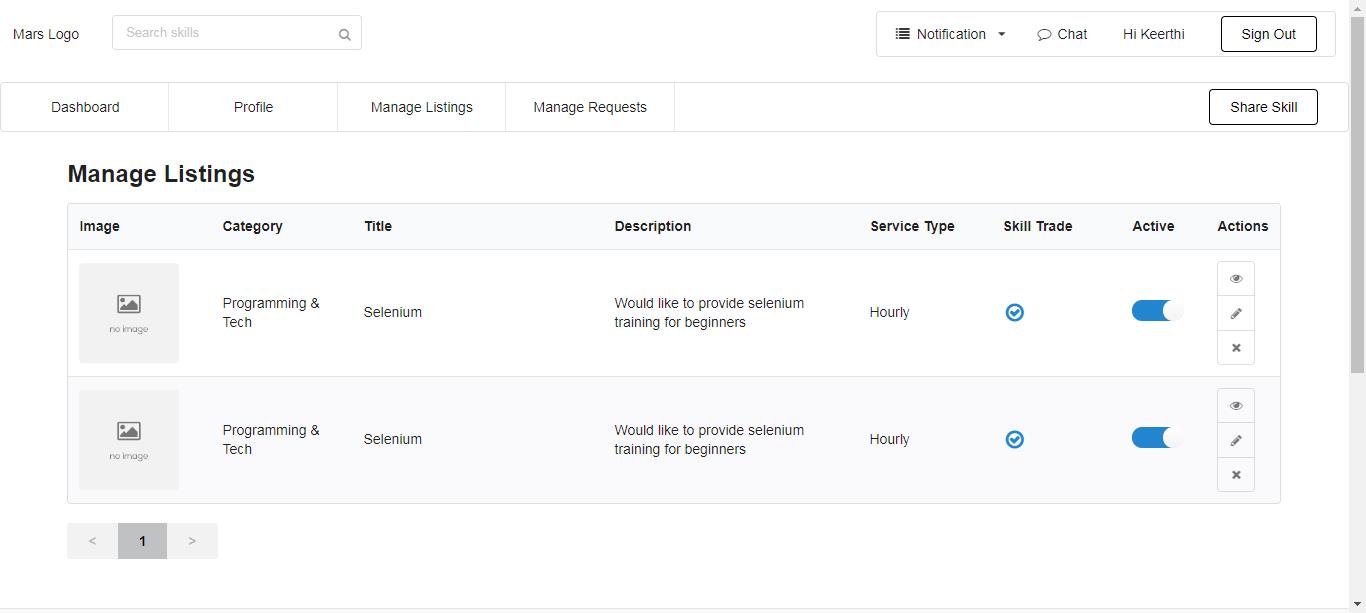 Mars Logo
Search skills
Notification
Chat
Hi Keerthi
Sign Out
Dashboard
Profile
Manage Listings
Manage Requests
Share Skill
Manage Listings
Image
Category
Title
Description
Service Type
Skill Trade
Active
Actions
no image
Programming &
Tech
Selenium
Would like to provide selenium
training for beginners
Hourly
no image
Programming &
Tech
Selenium
Would like to provide selenium
training for beginners
Hourly
< 1 >